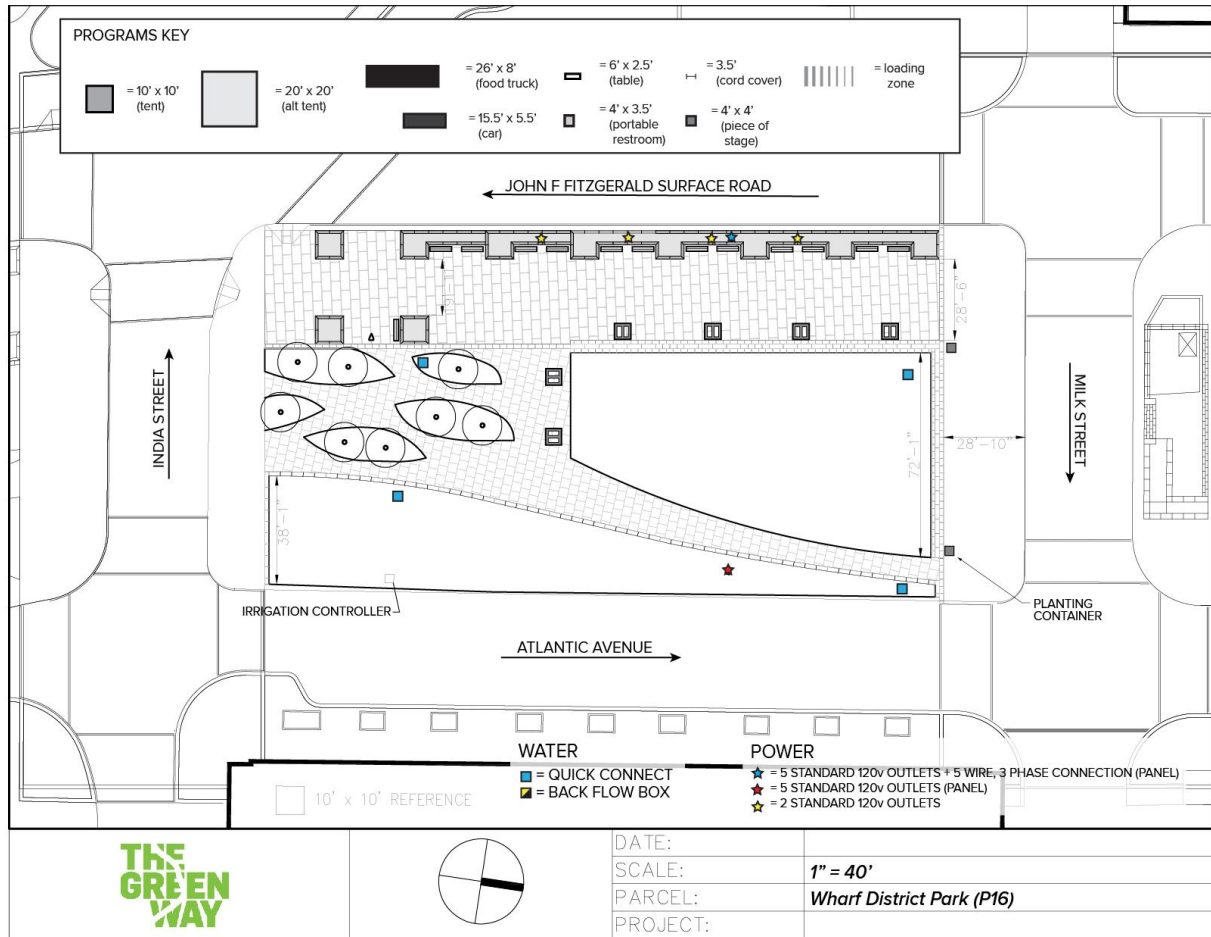 PROGRAMS KEY
= 10' x 10'
(tent)
= 20' x 20'
(alt tent)
= 26' x 8'
(food truck)
= 15.5' x 5.5'
(car)
= 6' x 2.5'
(table)
= 4' x 3.5'
(portable
restroom)
= 3.5'
(cord cover)
= 4' x 4'
(piece of
stage)
= loading
zone
JOHN F FITZGERALD SURFACE ROAD
28'-6"
INDIA STREET
MILK STREET
28'-10"
72'-1"
38'-1"
IRRIGATION CONTROLLER
PLANTING
CONTAINER
ATLANTIC AVENUE
WATER
= QUICK CONNECT
= BACK FLOW BOX
POWER
= 5 STANDARD 120v OUTLETS + 5 WIRE, 3 PHASE CONNECTION (PANEL)
= 5 STANDARD 120v OUTLETS (PANEL)
= 2 STANDARD 120v OUTLETS
10' x 10' REFERENCE
THE
GREEN
WAY
DATE:
SCALE: 1" = 40'
PARCEL: Wharf District Park (P16)
PROJECT: